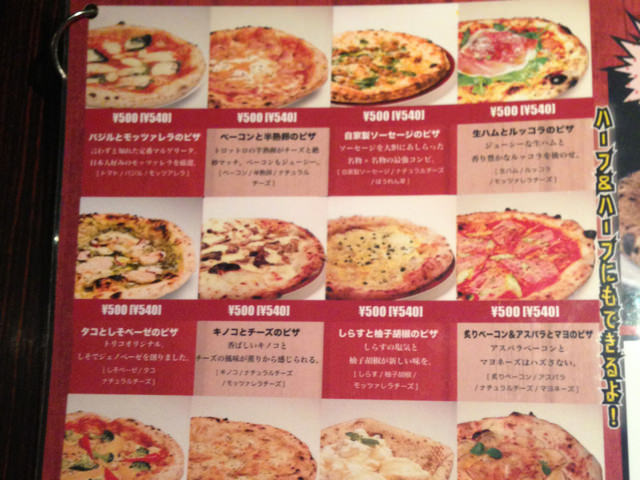 ¥500 [¥540]
バジルとモッツァレラのピザ
言わずと知れた定番マルゲリータ。
日本人好みのモッツァレラを厳選。
[ トマト / バジル / モッツァレラ ]
¥500 [¥540]
ベーコンと半熟卵のピザ
トロットロの半熟卵がチーズと絶
妙マッチ。ベーコンもジューシー。
[ ベーコン / 半熟卵 / ナチュラル
チーズ ]
¥500 [¥540]
自家製ソーセージのピザ
ソーセージを大胆にあしらった
名物×名物の最強コンビ。
[ 自家製ソーセージ / ナチュラルチーズ
/ ほうれん草 ]
¥500 [¥540]
生ハムとルッコラのピザ
ジューシーな生ハムと
香り豊かなルッコラを後のせ。
[ 生ハム / ルッコラ
/ モッツァレラチーズ ]
ハーフ&ハーフにもできるよ!
¥500 [¥540]
タコとしそベーゼのピザ
トリコオリジナル。
しそでジェノベーゼを創りました。
[ しそベーゼ / タコ
ナチュラルチーズ ]
¥500 [¥540]
キノコとチーズのピザ
香ばしいキノコと
チーズの風味が薫りから感じられる。
[ キノコ / ナチュラルチーズ
/ モッツァレラチーズ ]
¥500 [¥540]
しらすと柚子胡椒のピザ
しらすの塩気と
柚子胡椒が新しい味を。
[ しらす / 柚子胡椒 /
モッツァレラチーズ ]
¥500 [¥540]
炙りベーコン&アスパラとマヨのピザ
アスパラベーコンと
マヨネーズはハズさない。
[ 炙りベーコン / アスパラ
/ ナチュラルチーズ / マヨネーズ ]